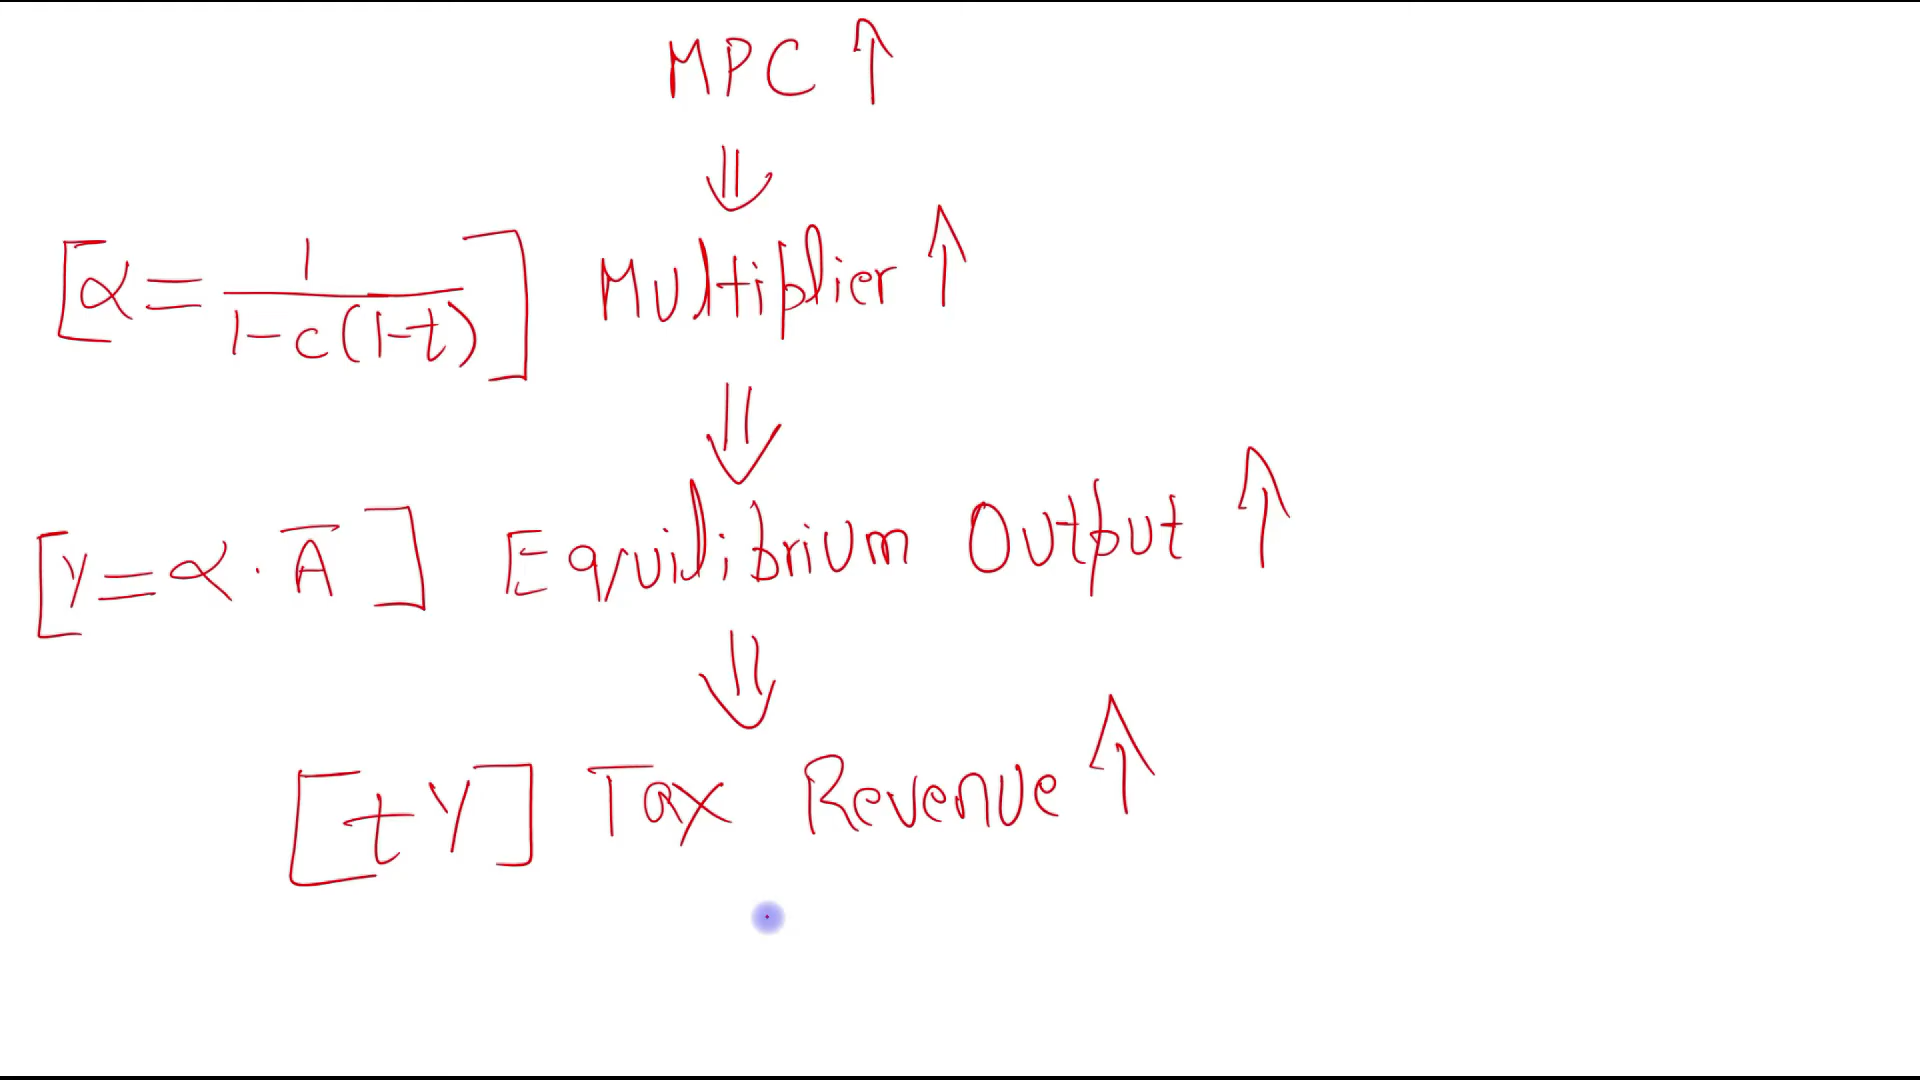 MPC ↑
⇓
[α = 1 / 1-c(1-t)] Multiplier ↑
⇓
[Y = α · A̅] Equilibrium Output ↑
⇓
[tY] Tax Revenue ↑